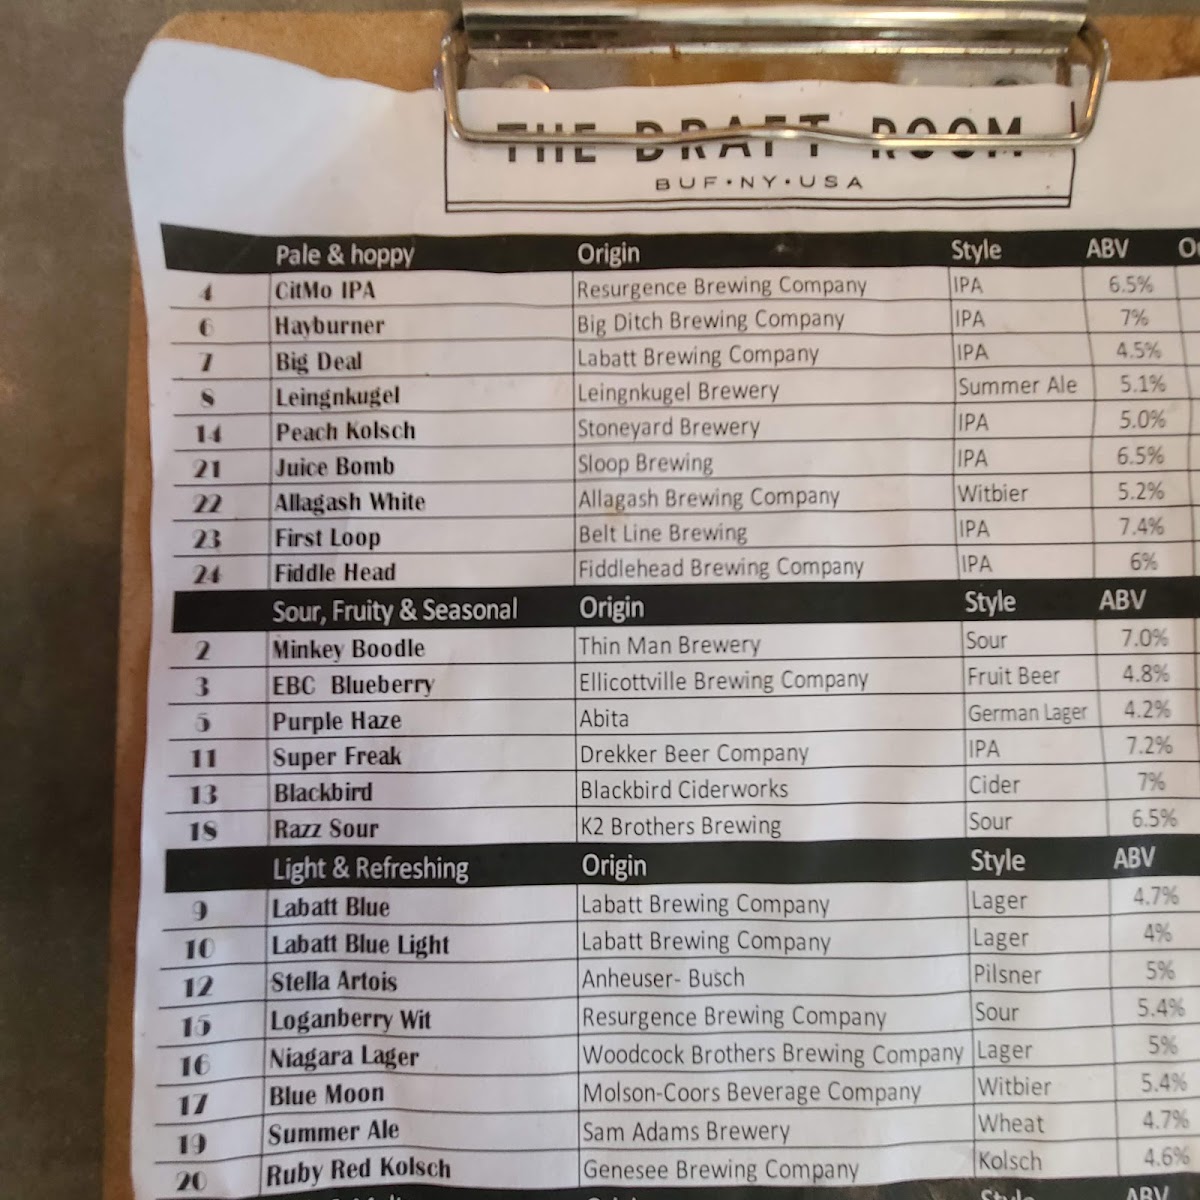 THE DRAFT ROOM
BUF•NY•USA
Pale & hoppy Origin Style ABV
4 CitMo IPA Resurgence Brewing Company IPA 6.5%
6 Hayburner Big Ditch Brewing Company IPA 7%
7 Big Deal Labatt Brewing Company IPA 4.5%
8 Leingnkugel Leingnkugel Brewery Summer Ale 5.1%
14 Peach Kolsch Stoneyard Brewery IPA 5.0%
21 Juice Bomb Sloop Brewing IPA 6.5%
22 Allagash White Allagash Brewing Company Witbier 5.2%
23 First Loop Belt Line Brewing IPA 7.4%
24 Fiddle Head Fiddlehead Brewing Company IPA 6%
Sour, Fruity & Seasonal Origin Style ABV
2 Minkey Boodle Thin Man Brewery Sour 7.0%
3 EBC Blueberry Ellicottville Brewing Company Fruit Beer 4.8%
5 Purple Haze Abita German Lager 4.2%
11 Super Freak Drekker Beer Company IPA 7.2%
13 Blackbird Blackbird Ciderworks Cider 7%
18 Razz Sour K2 Brothers Brewing Sour 6.5%
Light & Refreshing Origin Style ABV
9 Labatt Blue Labatt Brewing Company Lager 4.7%
10 Labatt Blue Light Labatt Brewing Company Lager 4%
12 Stella Artois Anheuser- Busch Pilsner 5%
15 Loganberry Wit Resurgence Brewing Company Sour 5.4%
16 Niagara Lager Woodcock Brothers Brewing Company Lager 5%
17 Blue Moon Molson-Coors Beverage Company Witbier 5.4%
19 Summer Ale Sam Adams Brewery Wheat 4.7%
20 Ruby Red Kolsch Genesee Brewing Company Kolsch 4.6%
Style ABV